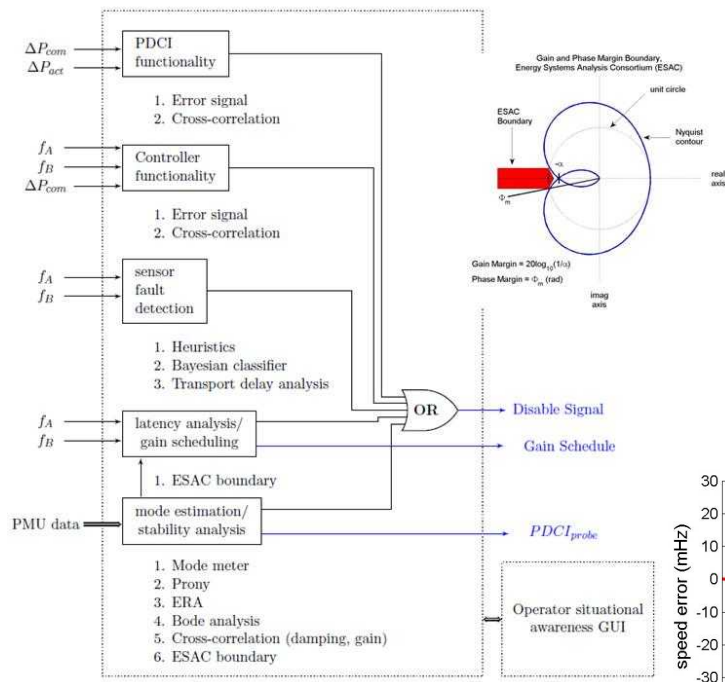 ΔP_com
ΔP_act
PDCI
functionality
1. Error signal
2. Cross-correlation
f_A
f_B
ΔP_com
Controller
functionality
1. Error signal
2. Cross-correlation
f_A
f_B
sensor
fault
detection
1. Heuristics
2. Bayesian classifier
3. Transport delay analysis
f_A
f_B
latency analysis/
gain scheduling
1. ESAC boundary
PMU data
mode estimation/
stability analysis
1. Mode meter
2. Prony
3. ERA
4. Bode analysis
5. Cross-correlation (damping, gain)
6. ESAC boundary
OR
Disable Signal
Gain Schedule
PDCI_probe
Operator situational
awareness GUI
Gain and Phase Margin Boundary,
Energy Systems Analysis Consortium (ESAC)
unit circle
ESAC
Boundary
Nyquist
contour
-α
real
axis
Φ_m
Gain Margin = 20log_10(1/α)
Phase Margin = Φ_m (rad)
imag
axis
speed error (mHz)
30
20
10
0
-10
-20
-30